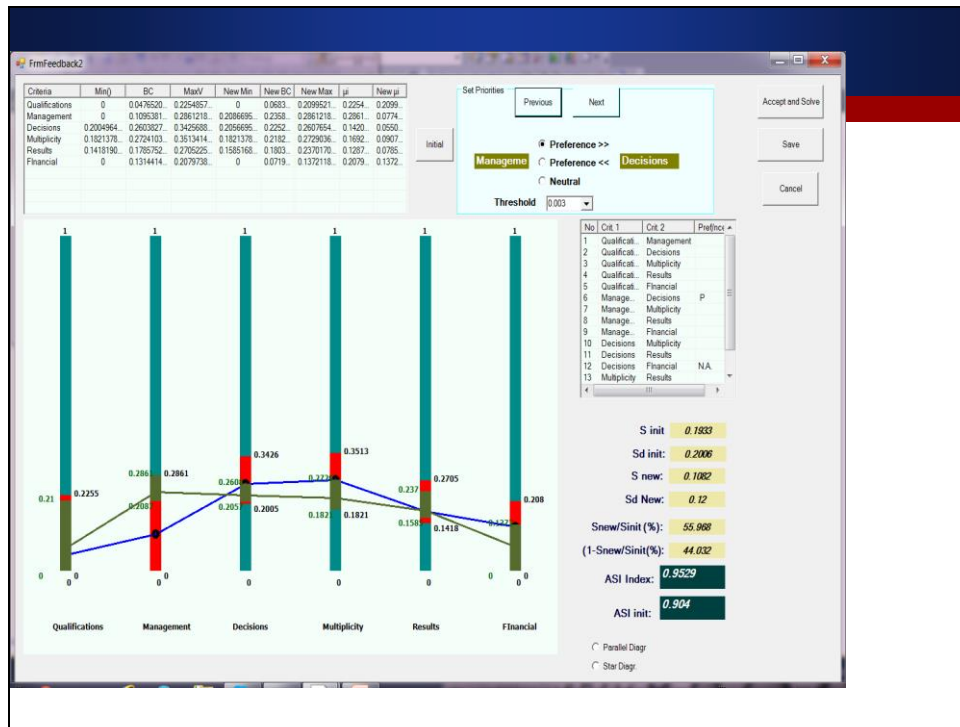 FrmFeedback2
Criteria Min() BC MaxV New Min New BC New Max µi New µi
Qualifications 0 0.0476520... 0.2254857... 0 0.0683... 0.2099521... 0.2254... 0.2099...
Management 0 0.1095381... 0.2861218... 0.2086695... 0.2358... 0.2861218... 0.2861... 0.0774...
Decisions 0.2004964... 0.2603827... 0.3425688... 0.2056695... 0.2252... 0.2607654... 0.1420... 0.0550...
Multiplicity 0.1821378... 0.2724103... 0.3513414... 0.1821378... 0.2182... 0.2729036... 0.1692... 0.0907...
Results 0.1418190... 0.1785752... 0.2705225... 0.1585168... 0.1803... 0.2370170... 0.1287... 0.0785...
FInancial 0 0.1314414... 0.2079738... 0 0.0719... 0.1372118... 0.2079... 0.1372...
Initial
Set Priorities
Previous Next
Preference >>
Manageme Preference << Decisions
Neutral
Threshold 0.003
Accept and Solve
Save
Cancel
No Crit. 1 Crit. 2 Pref/nce
1 Qualificati... Management
2 Qualificati... Decisions
3 Qualificati... Multiplicity
4 Qualificati... Results
5 Qualificati... FInancial
6 Manage... Decisions P
7 Manage... Multiplicity
8 Manage... Results
9 Manage... FInancial
10 Decisions Multiplicity
11 Decisions Results
12 Decisions FInancial N.A.
13 Multiplicity Results
1 1 1 1 1 1
0.3426 0.3513
0.2861 0.2705
0.21 0.2255 0.237 0.208
0.2057 0.2005 0.1821 0.1821 0.1585 0.1418
0 0 0 0
0 0 0 0 0 0
Qualifications Management Decisions Multiplicity Results FInancial
S init 0.1933
Sd init: 0.2006
S new: 0.1082
Sd New: 0.12
Snew/Sinit (%): 55.968
(1-Snew/Sinit(%): 44.032
ASI Index: 0.9529
ASI init: 0.904
Parallel Diagr
Star Diagr.